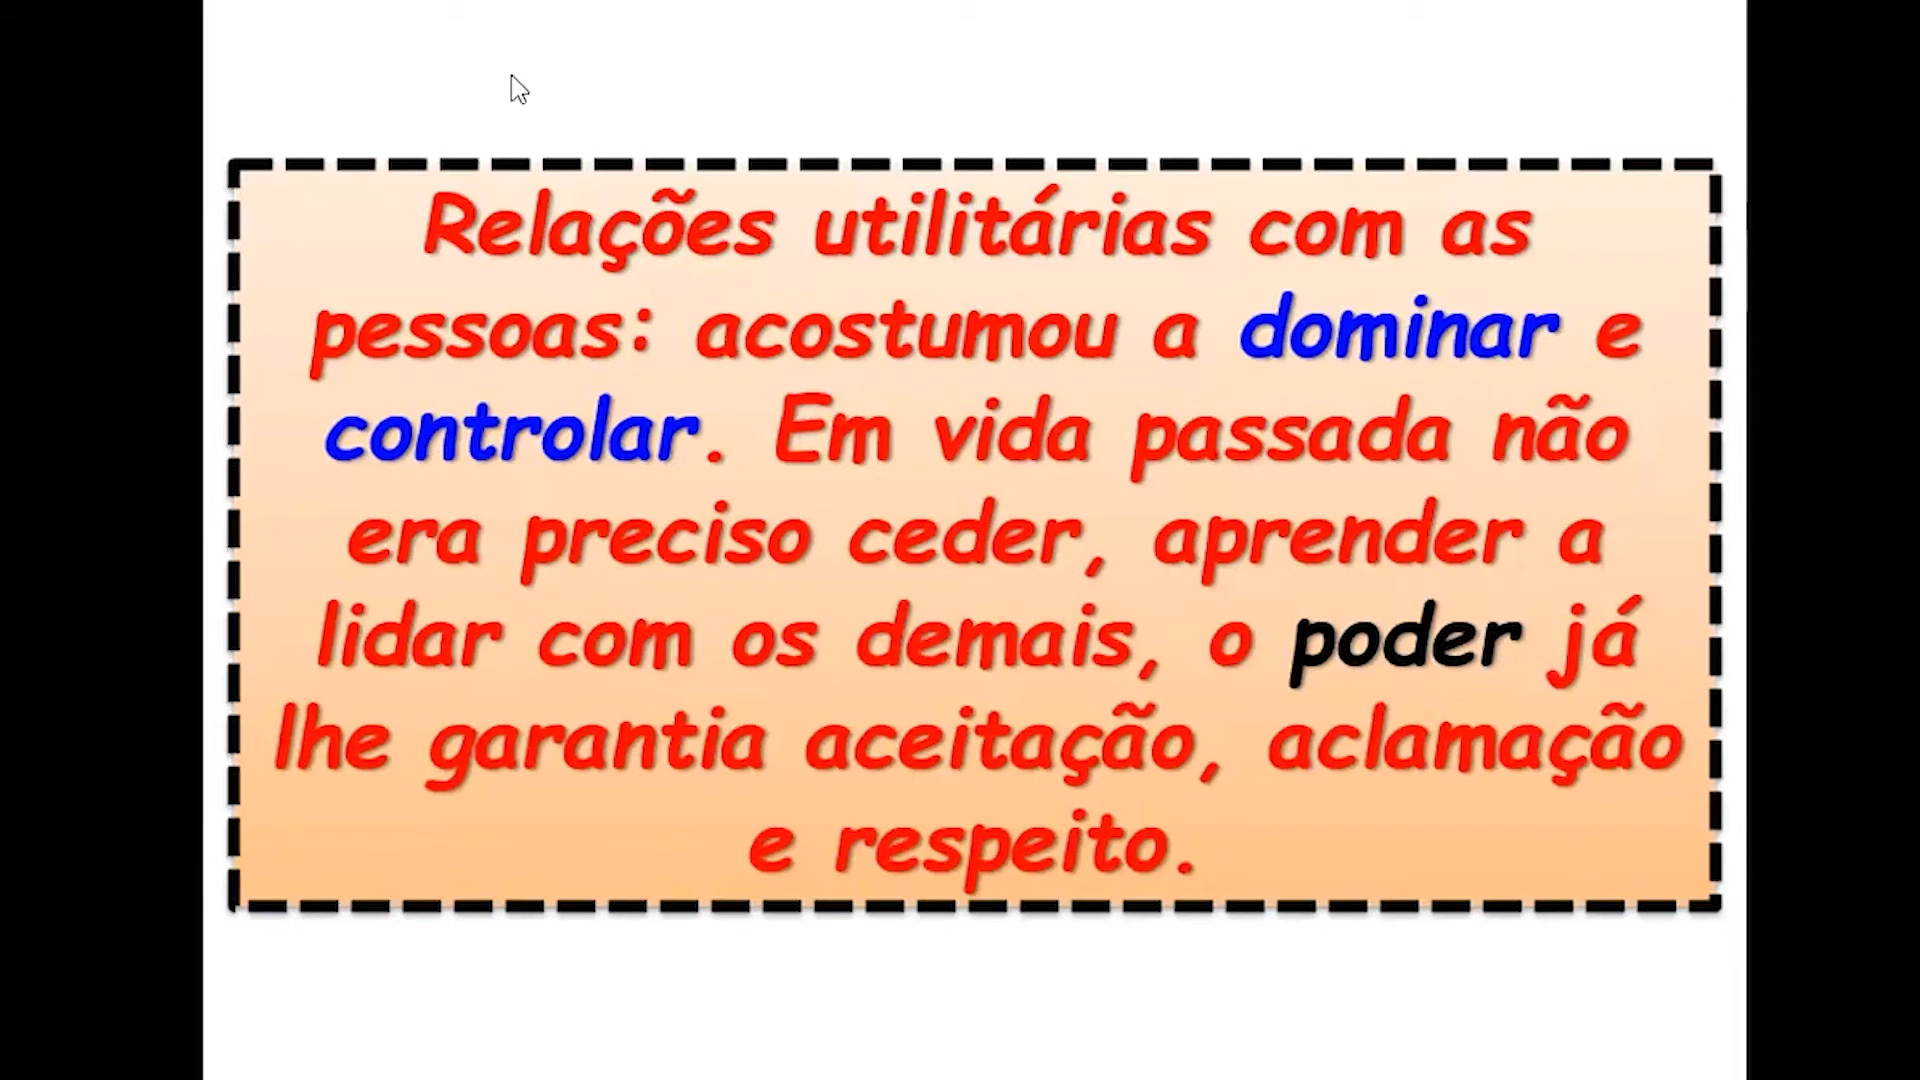 Relações utilitárias com as
pessoas: acostumou a dominar e
controlar. Em vida passada não
era preciso ceder, aprender a
lidar com os demais, o poder já
lhe garantia aceitação, aclamação
e respeito.